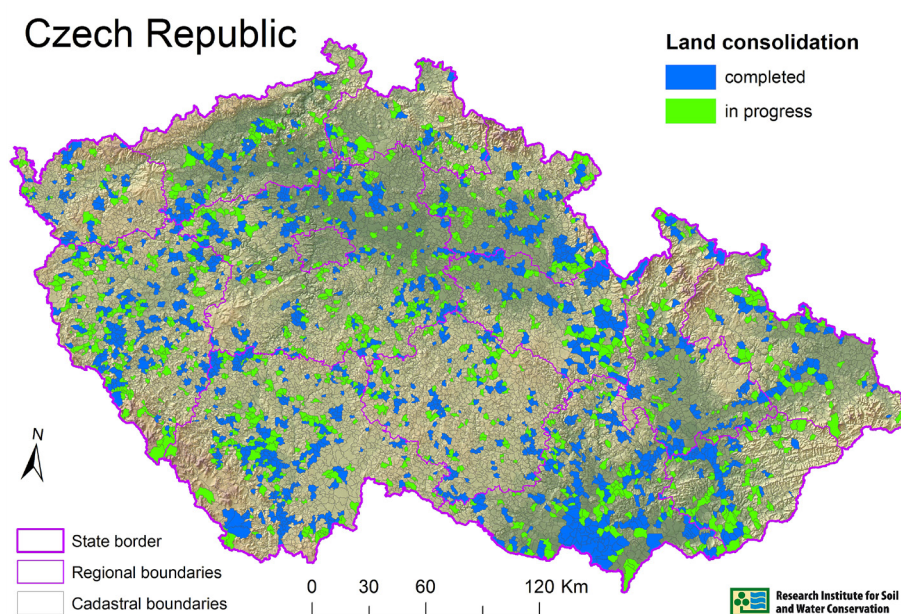 Czech Republic
Land consolidation
completed
in progress
N
State border
Regional boundaries
Cadastral boundaries
0 30 60 120 Km
Research Institute for Soil
and Water Conservation